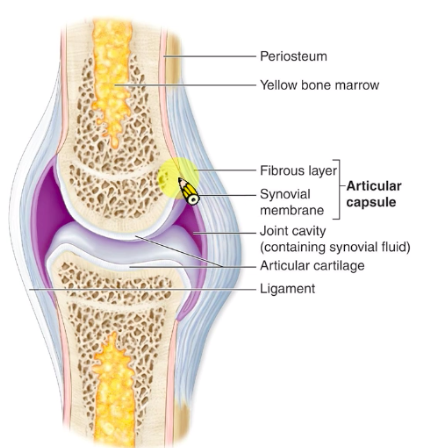 Periosteum
Yellow bone marrow
Fibrous layer
Synovial
membrane
Articular
capsule
Joint cavity
(containing synovial fluid)
Articular cartilage
Ligament